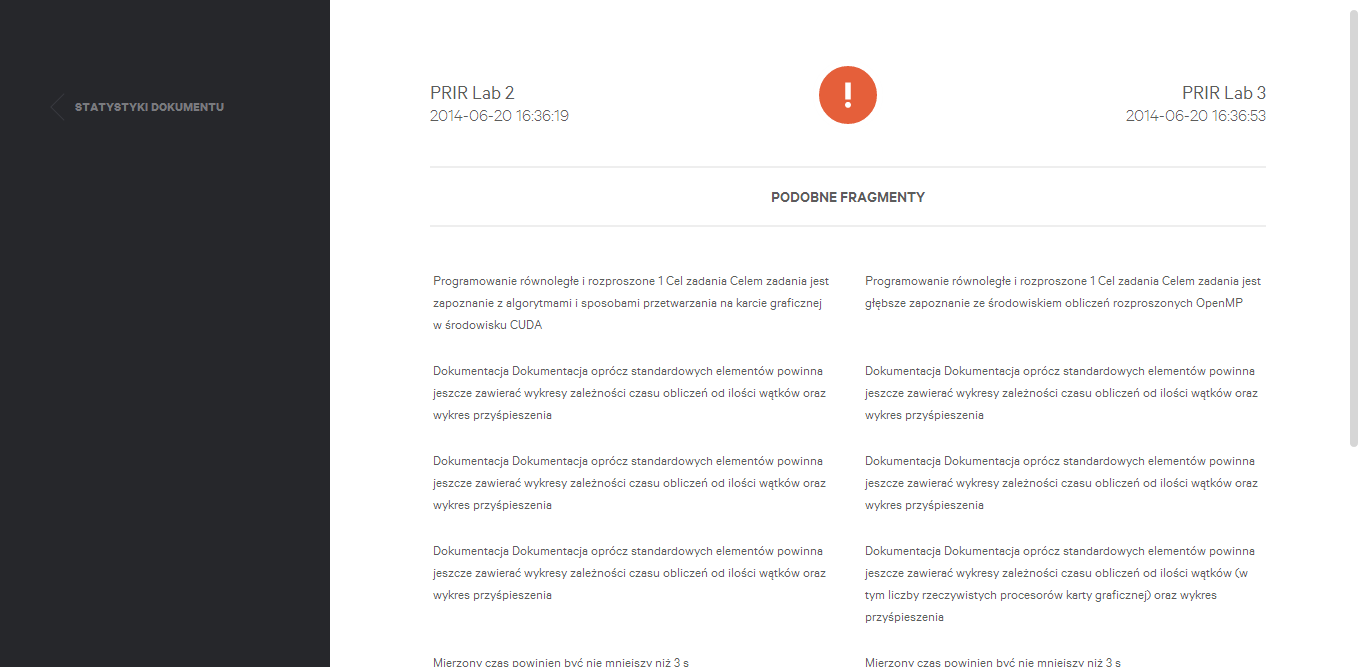 STATYSTYKI DOKUMENTU
PRIR Lab 2
2014-06-20 16:36:19
!
PRIR Lab 3
2014-06-20 16:36:53
PODOBNE FRAGMENTY
Programowanie równoległe i rozproszone 1 Cel zadania Celem zadania jest
zapoznanie z algorytmami i sposobami przetwarzania na karcie graficznej
w środowisku CUDA
Programowanie równoległe i rozproszone 1 Cel zadania Celem zadania jest
głębsze zapoznanie ze środowiskiem obliczeń rozproszonych OpenMP
Dokumentacja Dokumentacja oprócz standardowych elementów powinna
jeszcze zawierać wykresy zależności czasu obliczeń od ilości wątków oraz
wykres przyśpieszenia
Dokumentacja Dokumentacja oprócz standardowych elementów powinna
jeszcze zawierać wykresy zależności czasu obliczeń od ilości wątków oraz
wykres przyśpieszenia
Dokumentacja Dokumentacja oprócz standardowych elementów powinna
jeszcze zawierać wykresy zależności czasu obliczeń od ilości wątków oraz
wykres przyśpieszenia
Dokumentacja Dokumentacja oprócz standardowych elementów powinna
jeszcze zawierać wykresy zależności czasu obliczeń od ilości wątków oraz
wykres przyśpieszenia
Dokumentacja Dokumentacja oprócz standardowych elementów powinna
jeszcze zawierać wykresy zależności czasu obliczeń od ilości wątków oraz
wykres przyśpieszenia
Dokumentacja Dokumentacja oprócz standardowych elementów powinna
jeszcze zawierać wykresy zależności czasu obliczeń od ilości wątków (w
tym liczby rzeczywistych procesorów karty graficznej) oraz wykres
przyśpieszenia
Mierzony czas powinien być nie mniejszy niż 3 s
Mierzony czas powinien być nie mniejszy niż 3 s